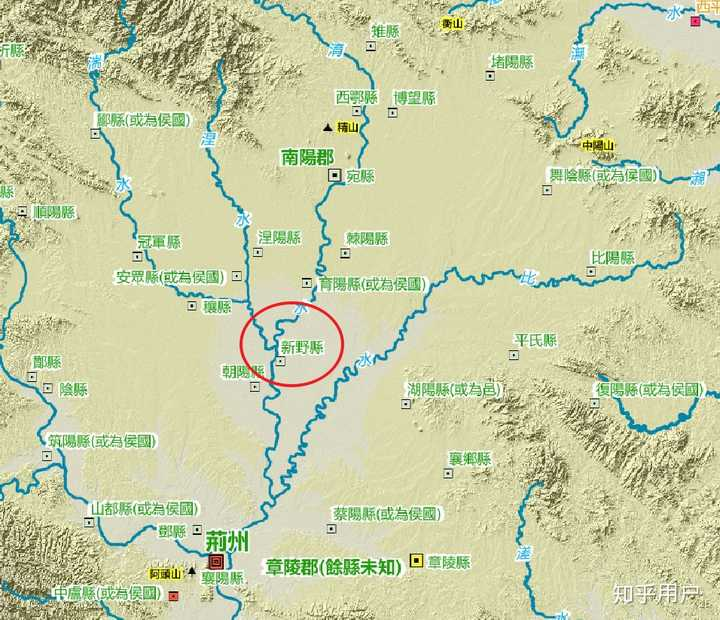 西平
水
衡山
雉縣
淯
析縣
湍
堵陽縣
西鄂縣
博望縣
酈縣(或為侯國)
精山
涅
中陽山
南陽郡
宛縣
舞陰縣(或為侯國)
縣
水
順陽縣
水
冠軍縣
涅陽縣
棘陽縣
比陽縣
安眾縣(或為侯國)
育陽縣(或為侯國)
比
穰縣
水
新野縣
平氏縣
水
酇縣
朝陽縣
陰縣
湖陽縣(或為邑)
復陽縣(或為侯國)
筑陽縣(或為侯國)
襄鄉縣
山都縣(或為侯國)
蔡陽縣(或為侯國)
鄧縣
荊州
章陵郡(餘縣未知)
章陵縣
阿頭山
襄陽縣
中廬縣(或為侯國)
知乎用户
水